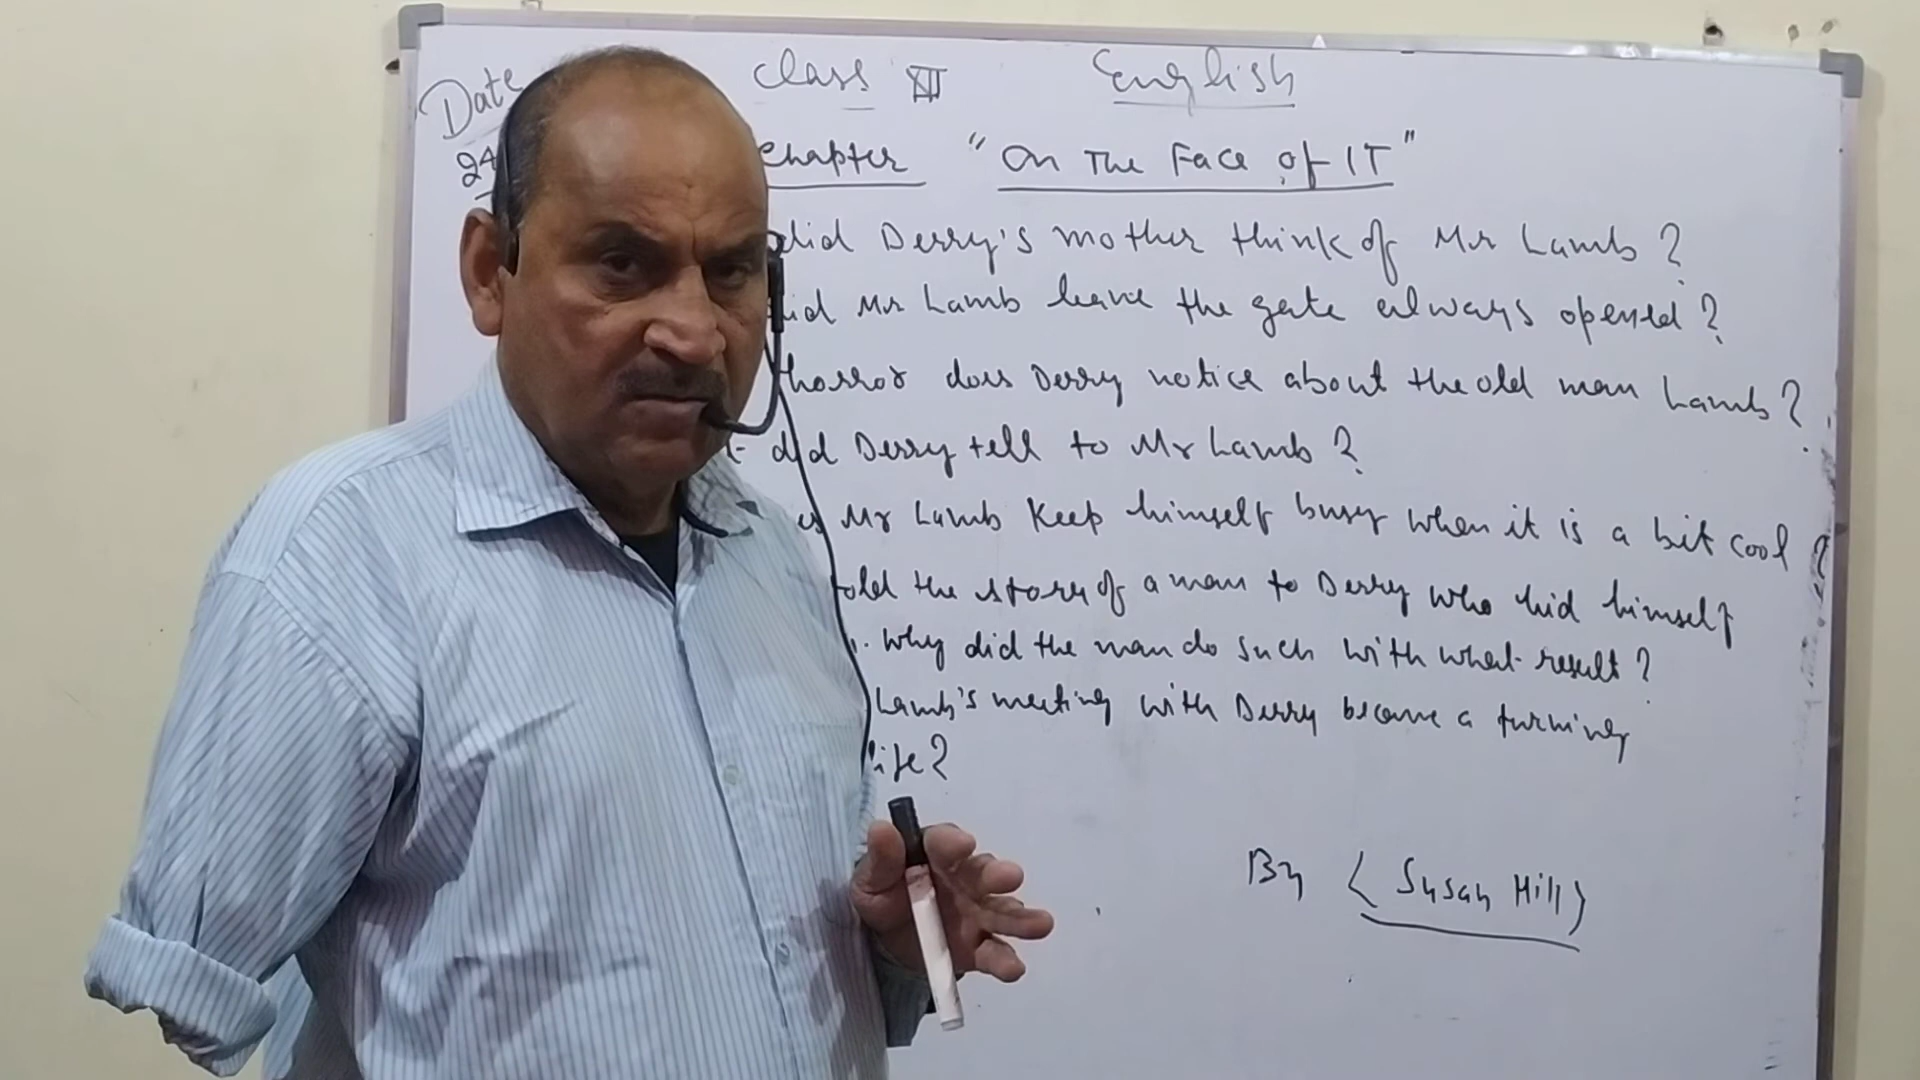 Date Class XII English
24 Chapter "On The Face of IT"
did Derry's mother think of Mr Lamb?
did Mr Lamb leave the gate always opened?
horror does Derry notice about the old man Lamb?
did Derry tell to Mr Lamb?
Mr Lamb Keep himself busy when it is a bit cool?
told the story of a man to Derry who hid himself
Why did the man do such with what result?
Lamb's meeting with Derry became a turning
life?
By (Susan Hill)